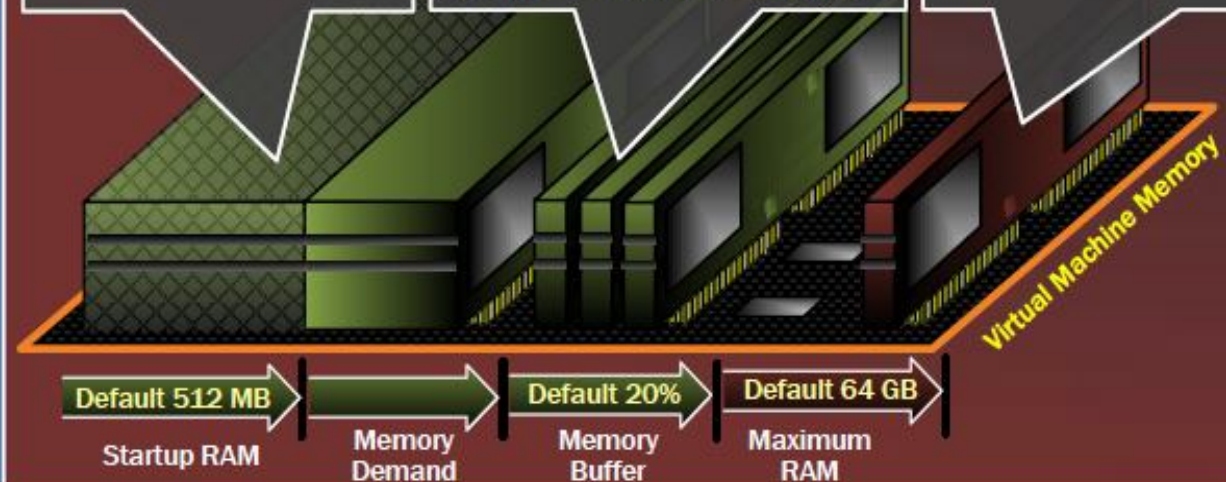 Virtual Machine Memory
Default 512 MB
Default 20%
Default 64 GB
Startup RAM
Memory
Demand
Memory
Buffer
Maximum
RAM